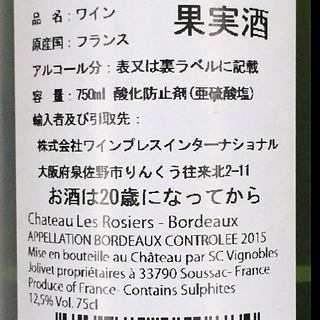 品名：ワイン
果実酒
原産国：フランス
アルコール分：表又は裏ラベルに記載
容量：750ml 酸化防止剤(亜硫酸塩)
輸入者及び引取先：
株式会社ワインプレスインターナショナル
大阪府泉佐野市りんくう往来北2-11
お酒は20歳になってから
Chateau Les Rosiers - Bordeaux
APPELLATION BORDEAUX CONTROLEE 2015
Mise en bouteille au Château par SC Vignobles
Jolivet propriétaires à 33790 Soussac- France
Produce of France- Contains Sulphites
12,5% Vol. 75cl